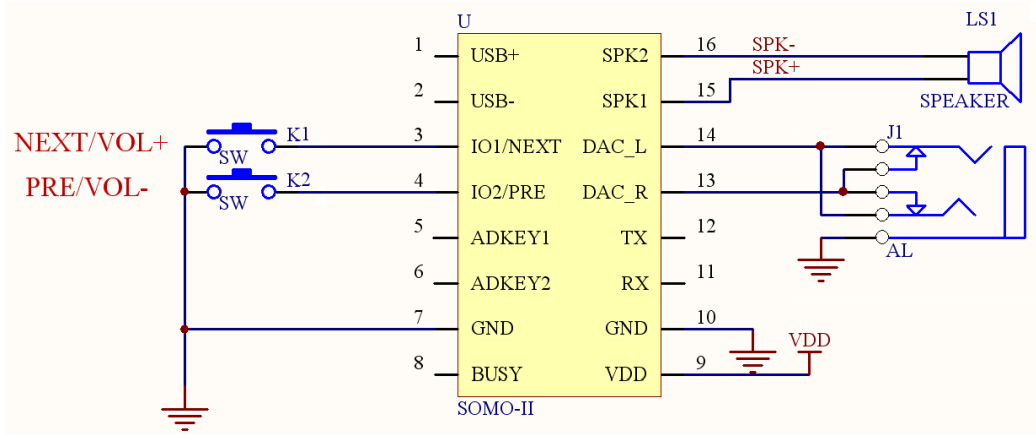 U
LS1
1 USB+ SPK2 16 SPK-
SPK+
2 USB- SPK1 15 SPEAKER
NEXT/VOL+ SW K1 3 IO1/NEXT DAC_L 14 J1
PRE/VOL- SW K2 4 IO2/PRE DAC_R 13
5 ADKEY1 TX 12 AL
6 ADKEY2 RX 11
7 GND GND 10
VDD
8 BUSY VDD 9
SOMO-II